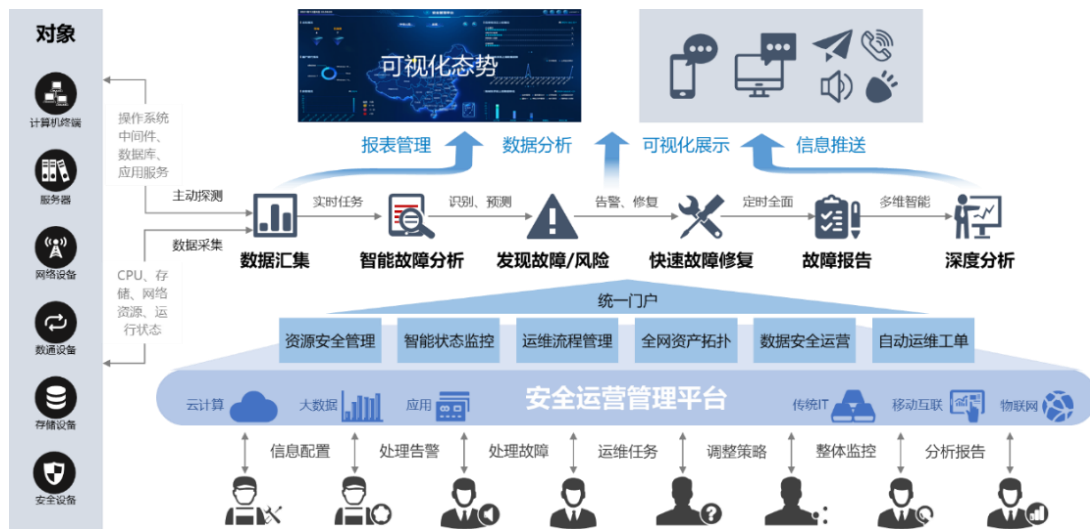 对象
计算机终端
服务器
网络设备
数通设备
存储设备
安全设备
操作系统
中间件、
数据库、
应用服务
主动探测
数据采集
CPU、存
储、网络
资源、运
行状态
可视化态势
报表管理
数据分析
可视化展示
信息推送
实时任务
识别、预测
告警、修复
定时全面
多维智能
数据汇集
智能故障分析
发现故障/风险
快速故障修复
故障报告
深度分析
统一门户
资源安全管理
智能状态监控
运维流程管理
全网资产拓扑
数据安全运营
自动运维工单
云计算
大数据
应用
安全运营管理平台
传统IT
移动互联
物联网
信息配置
处理告警
处理故障
运维任务
调整策略
整体监控
分析报告